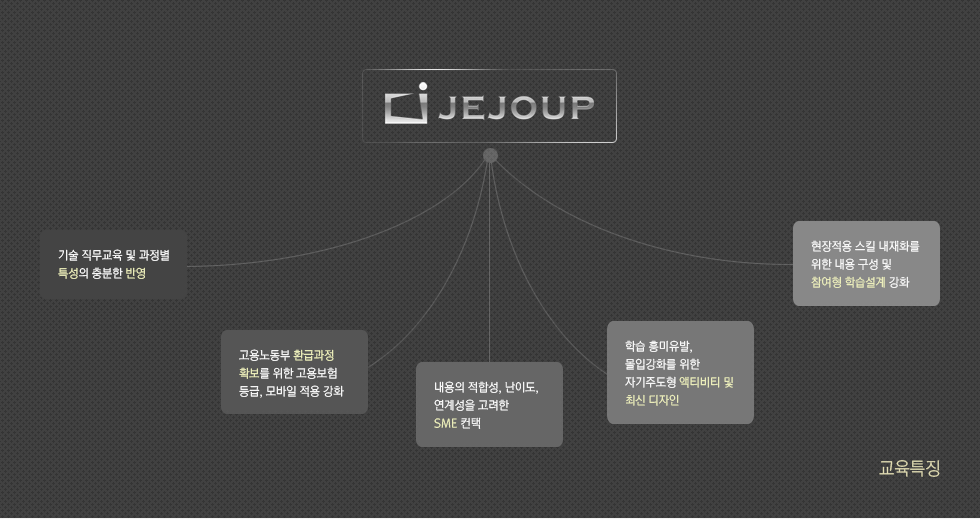 JEJOUP
기술 직무교육 및 과정별
특성의 충분한 반영
고용노동부 환급과정
확보를 위한 고용보험
등급, 모바일 적용 강화
내용의 적합성, 난이도,
연계성을 고려한
SME 컨택
학습 흥미유발,
몰입강화를 위한
자기주도형 액티비티 및
최신 디자인
현장적용 스킬 내재화를
위한 내용 구성 및
참여형 학습설계 강화
교육특징